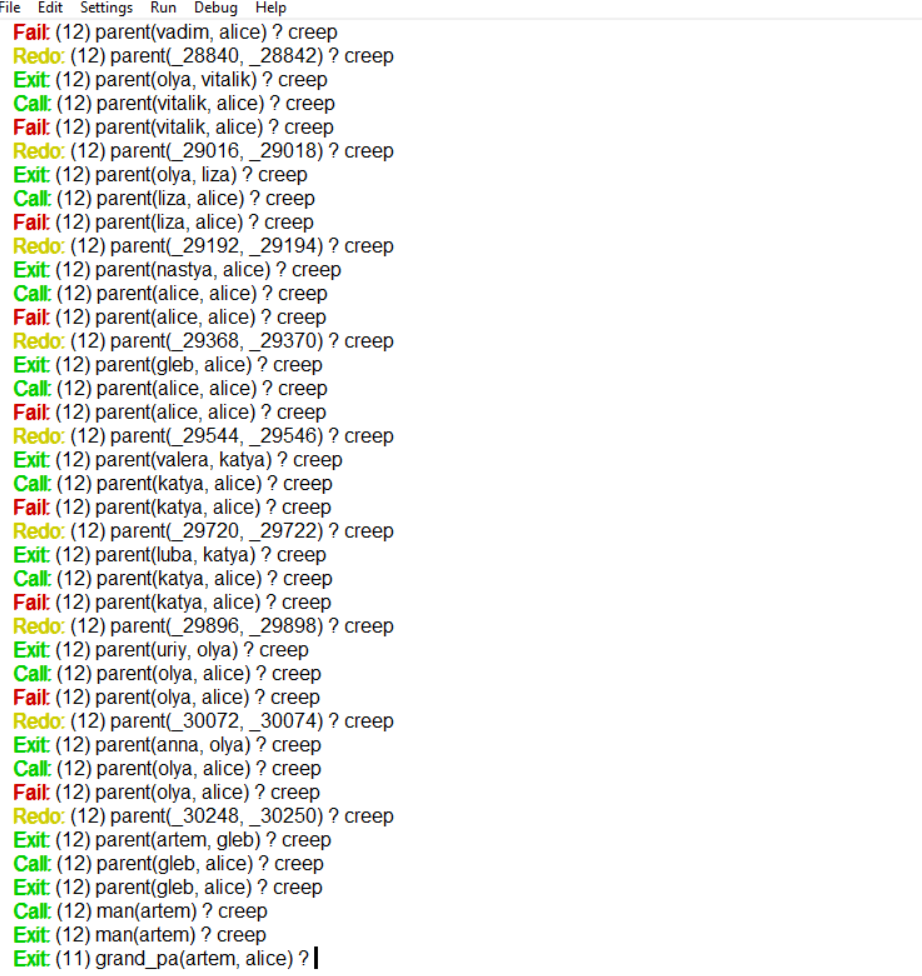 File Edit Settings Run Debug Help
Fail: (12) parent(vadim, alice) ? creep
Redo: (12) parent(_28840, _28842) ? creep
Exit: (12) parent(olya, vitalik) ? creep
Call: (12) parent(vitalik, alice) ? creep
Fail: (12) parent(vitalik, alice) ? creep
Redo: (12) parent(_29016, _29018) ? creep
Exit: (12) parent(olya, liza) ? creep
Call: (12) parent(liza, alice) ? creep
Fail: (12) parent(liza, alice) ? creep
Redo: (12) parent(_29192, _29194) ? creep
Exit: (12) parent(nastya, alice) ? creep
Call: (12) parent(alice, alice) ? creep
Fail: (12) parent(alice, alice) ? creep
Redo: (12) parent(_29368, _29370) ? creep
Exit: (12) parent(gleb, alice) ? creep
Call: (12) parent(alice, alice) ? creep
Fail: (12) parent(alice, alice) ? creep
Redo: (12) parent(_29544, _29546) ? creep
Exit: (12) parent(valera, katya) ? creep
Call: (12) parent(katya, alice) ? creep
Fail: (12) parent(katya, alice) ? creep
Redo: (12) parent(_29720, _29722) ? creep
Exit: (12) parent(luba, katya) ? creep
Call: (12) parent(katya, alice) ? creep
Fail: (12) parent(katya, alice) ? creep
Redo: (12) parent(_29896, _29898) ? creep
Exit: (12) parent(uriy, olya) ? creep
Call: (12) parent(olya, alice) ? creep
Fail: (12) parent(olya, alice) ? creep
Redo: (12) parent(_30072, _30074) ? creep
Exit: (12) parent(anna, olya) ? creep
Call: (12) parent(olya, alice) ? creep
Fail: (12) parent(olya, alice) ? creep
Redo: (12) parent(_30248, _30250) ? creep
Exit: (12) parent(artem, gleb) ? creep
Call: (12) parent(gleb, alice) ? creep
Exit: (12) parent(gleb, alice) ? creep
Call: (12) man(artem) ? creep
Exit: (12) man(artem) ? creep
Exit: (11) grand_pa(artem, alice) ?